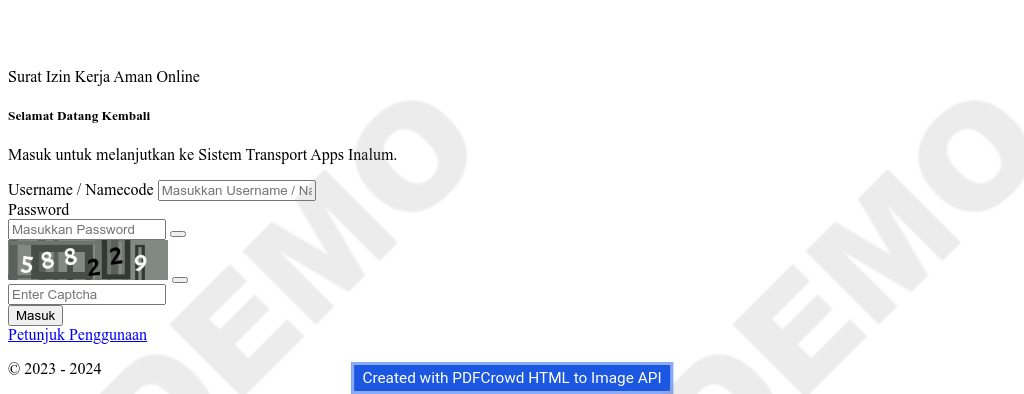 Surat Izin Kerja Aman Online
Selamat Datang Kembali
Masuk untuk melanjutkan ke Sistem Transport Apps Inalum.
Username / Namecode Masukkan Username / Na
Password
Masukkan Password
588229
Enter Captcha
Masuk
Petunjuk Penggunaan
© 2023 - 2024
Created with PDFCrowd HTML to Image API
DEMO
DEMO